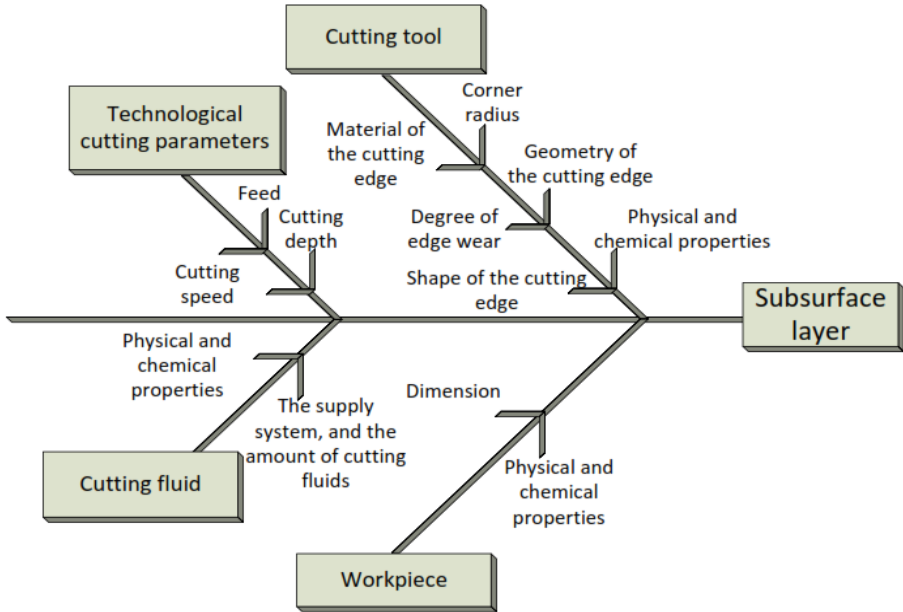 Cutting tool
Technological
cutting parameters
Corner
radius
Material of
the cutting
edge
Geometry of
the cutting edge
Feed
Cutting
depth
Degree of
edge wear
Physical and
chemical properties
Cutting
speed
Shape of the cutting
edge
Subsurface
layer
Physical and
chemical
properties
Dimension
The supply
system, and the
amount of cutting
fluids
Cutting fluid
Physical and
chemical
properties
Workpiece